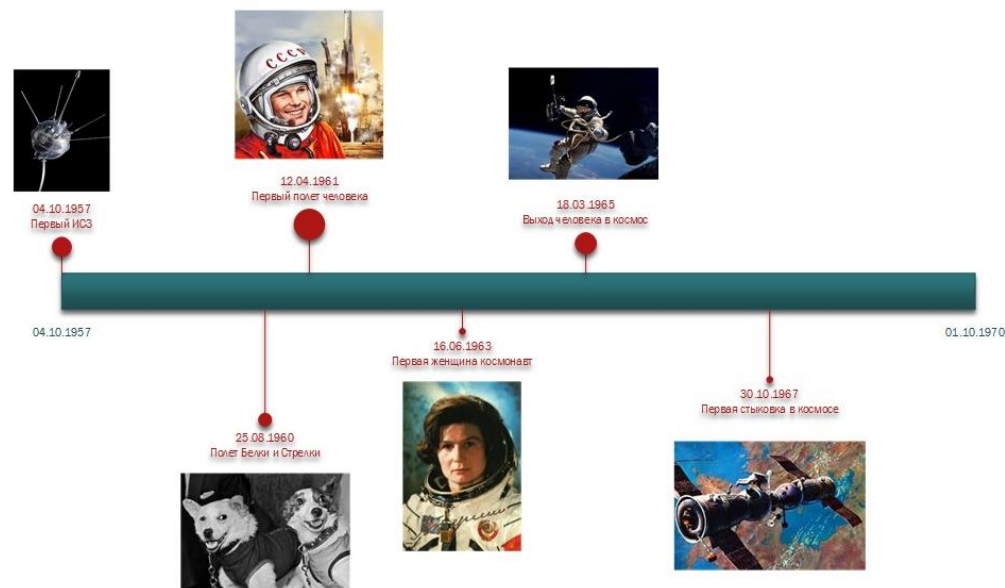 СССР
12.04.1961
Первый полет человека
04.10.1957
Первый ИСЗ
18.03.1965
Выход человека в космос
04.10.1957
01.10.1970
16.06.1963
Первая женщина космонавт
25.08.1960
Полет Белки и Стрелки
30.10.1967
Первая стыковка в космосе